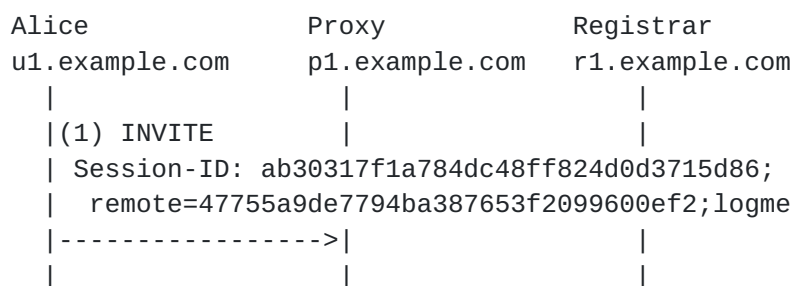 Alice Proxy Registrar
u1.example.com p1.example.com r1.example.com
| | |
|(1) INVITE | |
| Session-ID: ab30317f1a784dc48ff824d0d3715d86;
| remote=47755a9de7794ba387653f2099600ef2;logme
|----------------->| |
| | |